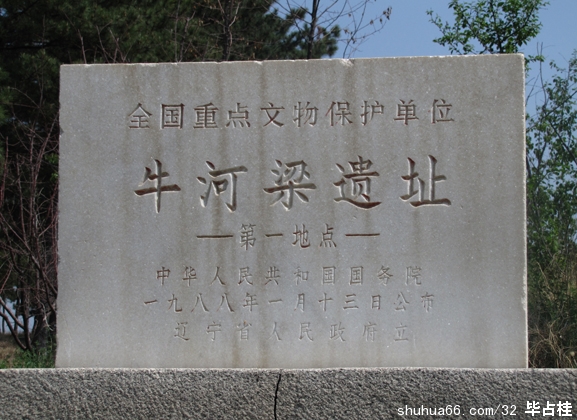 全国重点文物保护单位
牛河梁遗址
—第一地点—
中华人民共和国国务院
一九八八年一月十三日公布
辽宁省人民政府立
shuhua66.com/32 毕占桂